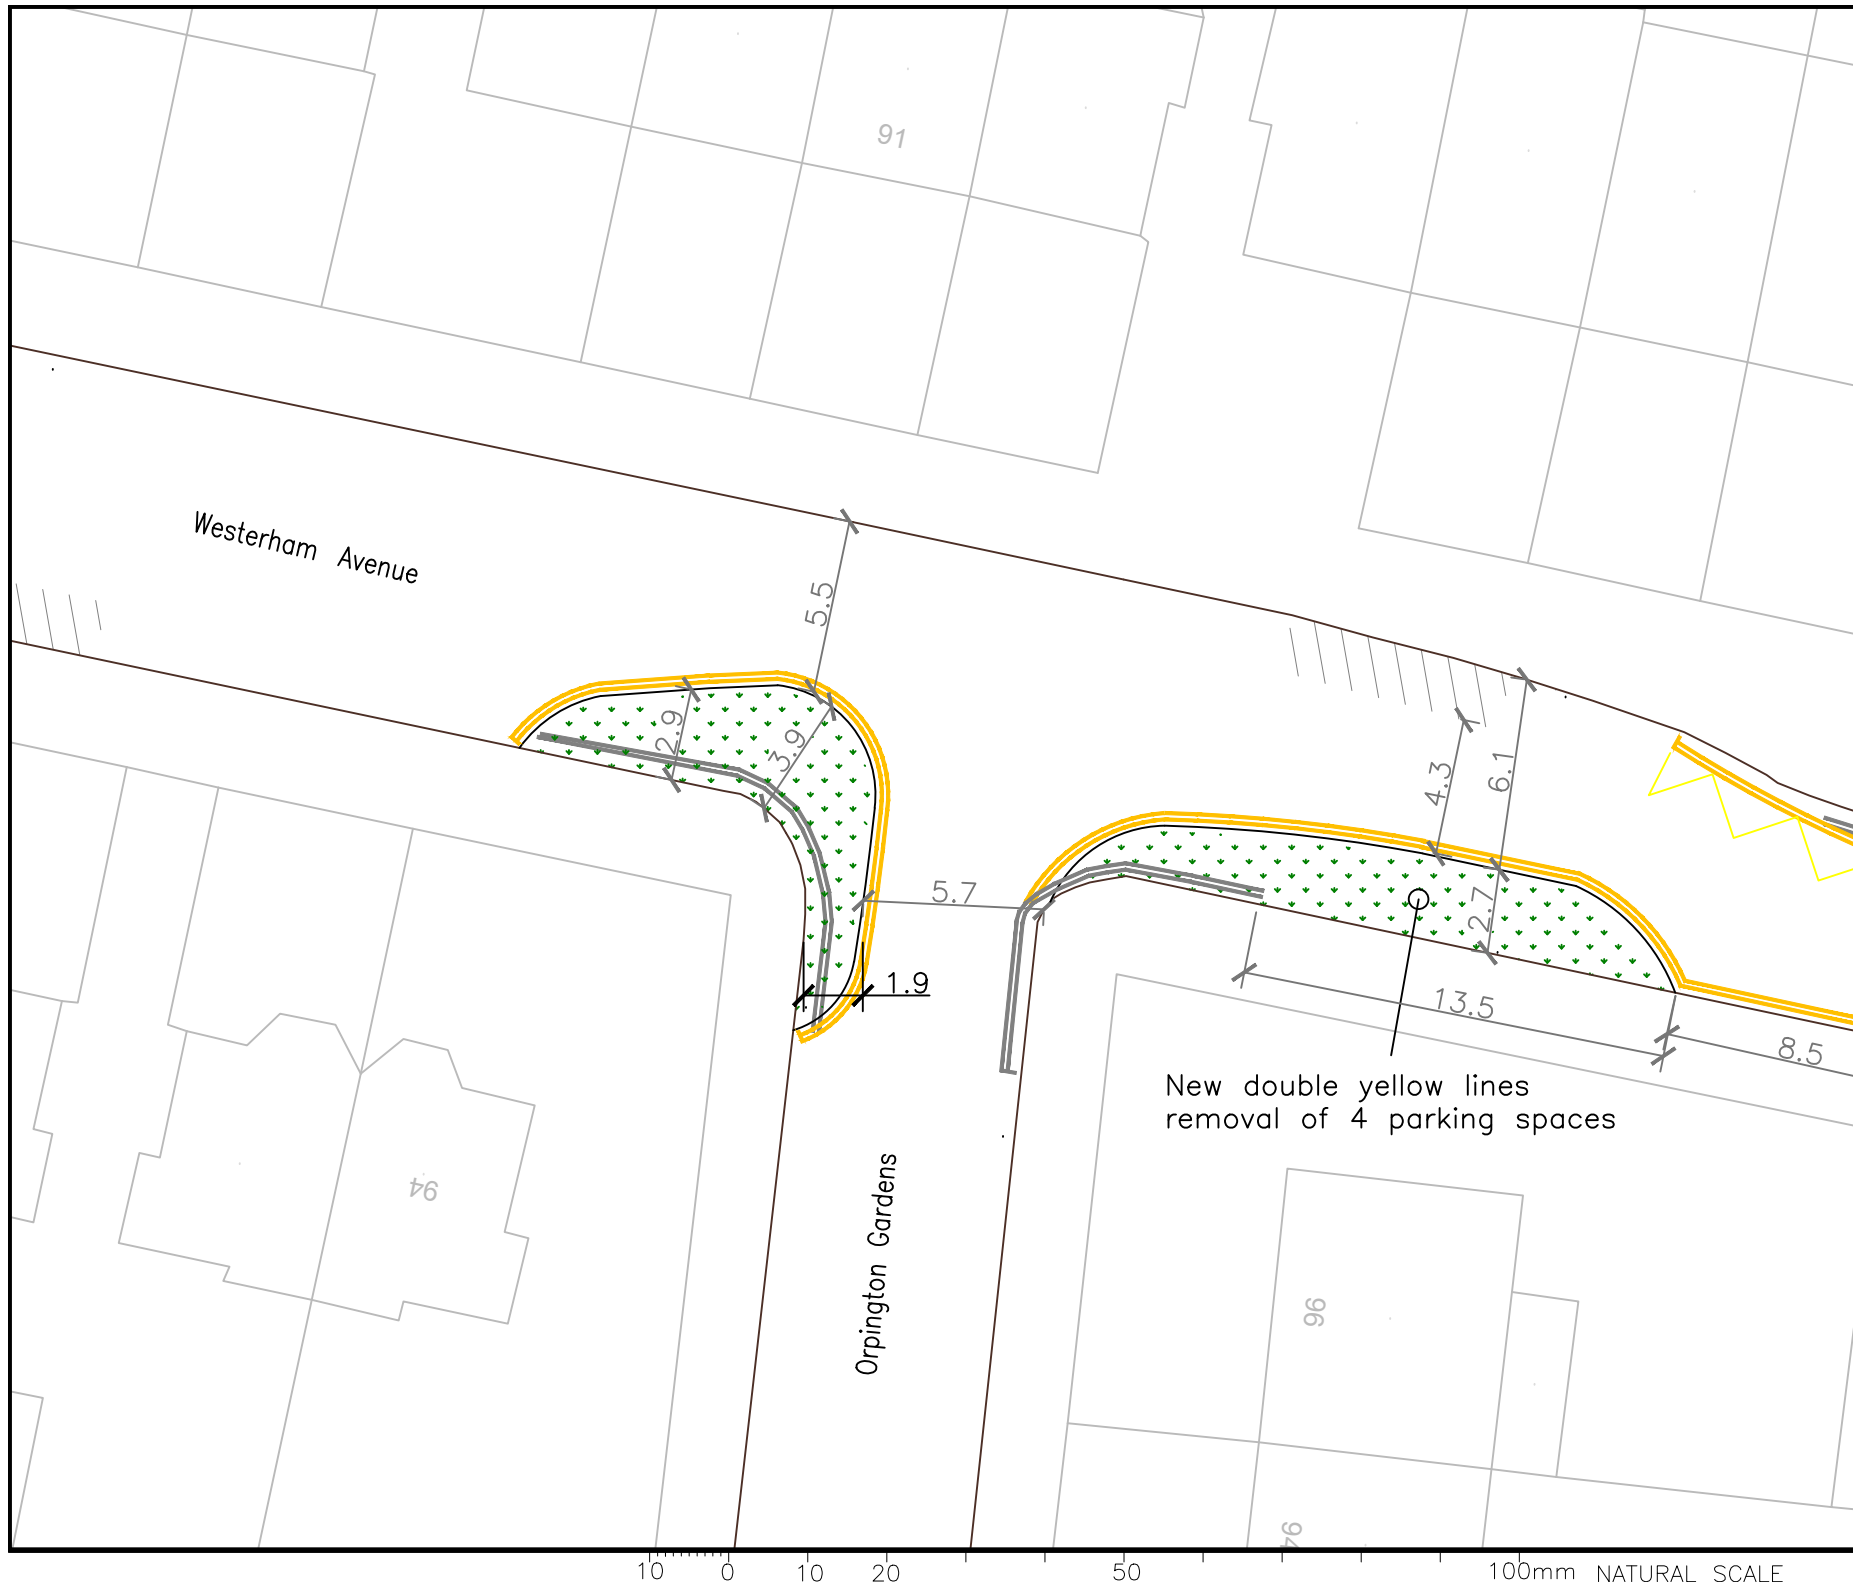 91
Westerham Avenue
5.5
2.9
3.9
4.3
6.1
5.7
2.7
1.9
13.5
8.5
New double yellow lines
removal of 4 parking spaces
94
Orpington Gardens
96
94
10 0 10 20 50 100mm NATURAL SCALE